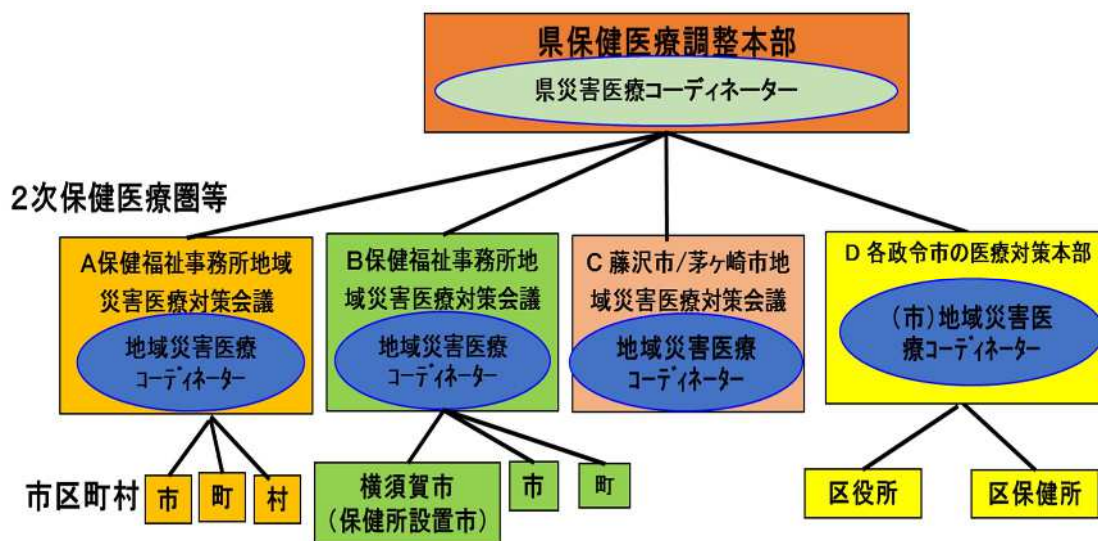 県保健医療調整本部
県災害医療コーディネーター
2次保健医療圏等
A保健福祉事務所地域
災害医療対策会議
地域災害医療
コーディネーター
B保健福祉事務所地
域災害医療対策会議
地域災害医療
コーディネーター
C 藤沢市/茅ヶ崎市地
域災害医療対策会議
地域災害医療
コーディネーター
D 各政令市の医療対策本部
(市)地域災害医
療コーディネーター
市区町村
市
町
村
横須賀市
(保健所設置市)
市
町
区役所
区保健所